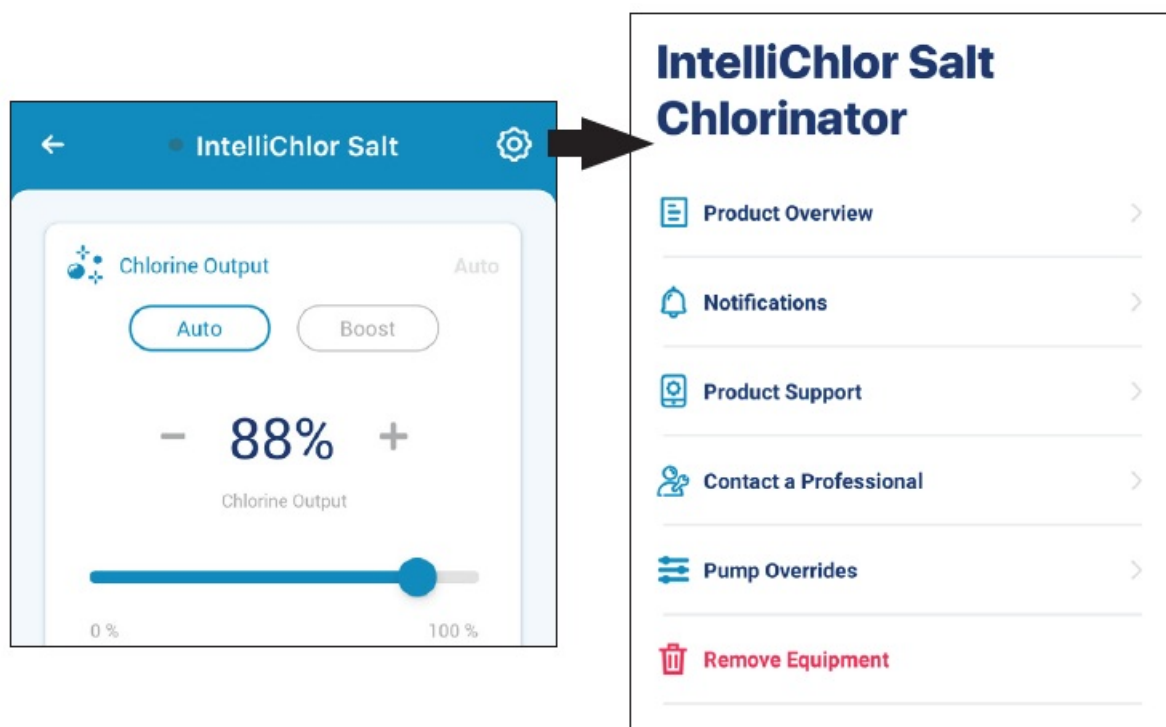 IntelliChlor Salt
Chlorine Output
Auto
Auto
Boost
88%
Chlorine Output
0 %
100 %
IntelliChlor Salt
Chlorinator
Product Overview
Notifications
Product Support
Contact a Professional
Pump Overrides
Remove Equipment